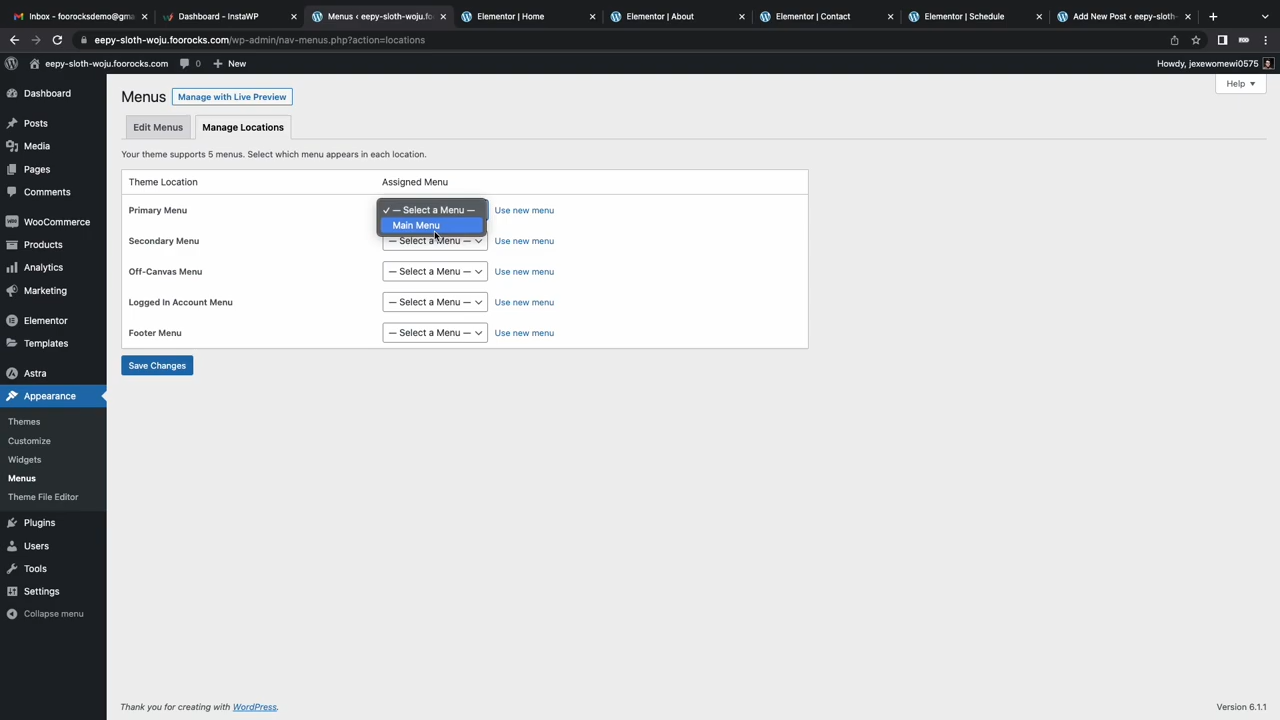 Inbox - foorocksdemo@gma
Dashboard - InstaWP
Menus ‹ eepy-sloth-woju.fo
Elementor | Home
Elementor | About
Elementor | Contact
Elementor | Schedule
Add New Post ‹ eepy-sloth-
eepy-sloth-woju.foorocks.com/wp-admin/nav-menus.php?action=locations
eepy-sloth-woju.foorocks.com 0 New
Howdy, jexewomewi0575
Dashboard
Posts
Media
Pages
Comments
WooCommerce
Products
Analytics
Marketing
Elementor
Templates
Astra
Appearance
Themes
Customize
Widgets
Menus
Theme File Editor
Plugins
Users
Tools
Settings
Collapse menu
Help
Menus Manage with Live Preview
Edit Menus Manage Locations
Your theme supports 5 menus. Select which menu appears in each location.
Theme Location Assigned Menu
Primary Menu ✓ — Select a Menu — Use new menu
Main Menu
Secondary Menu — Select a Menu — Use new menu
Off-Canvas Menu — Select a Menu — Use new menu
Logged In Account Menu — Select a Menu — Use new menu
Footer Menu — Select a Menu — Use new menu
Save Changes
Thank you for creating with WordPress.
Version 6.1.1